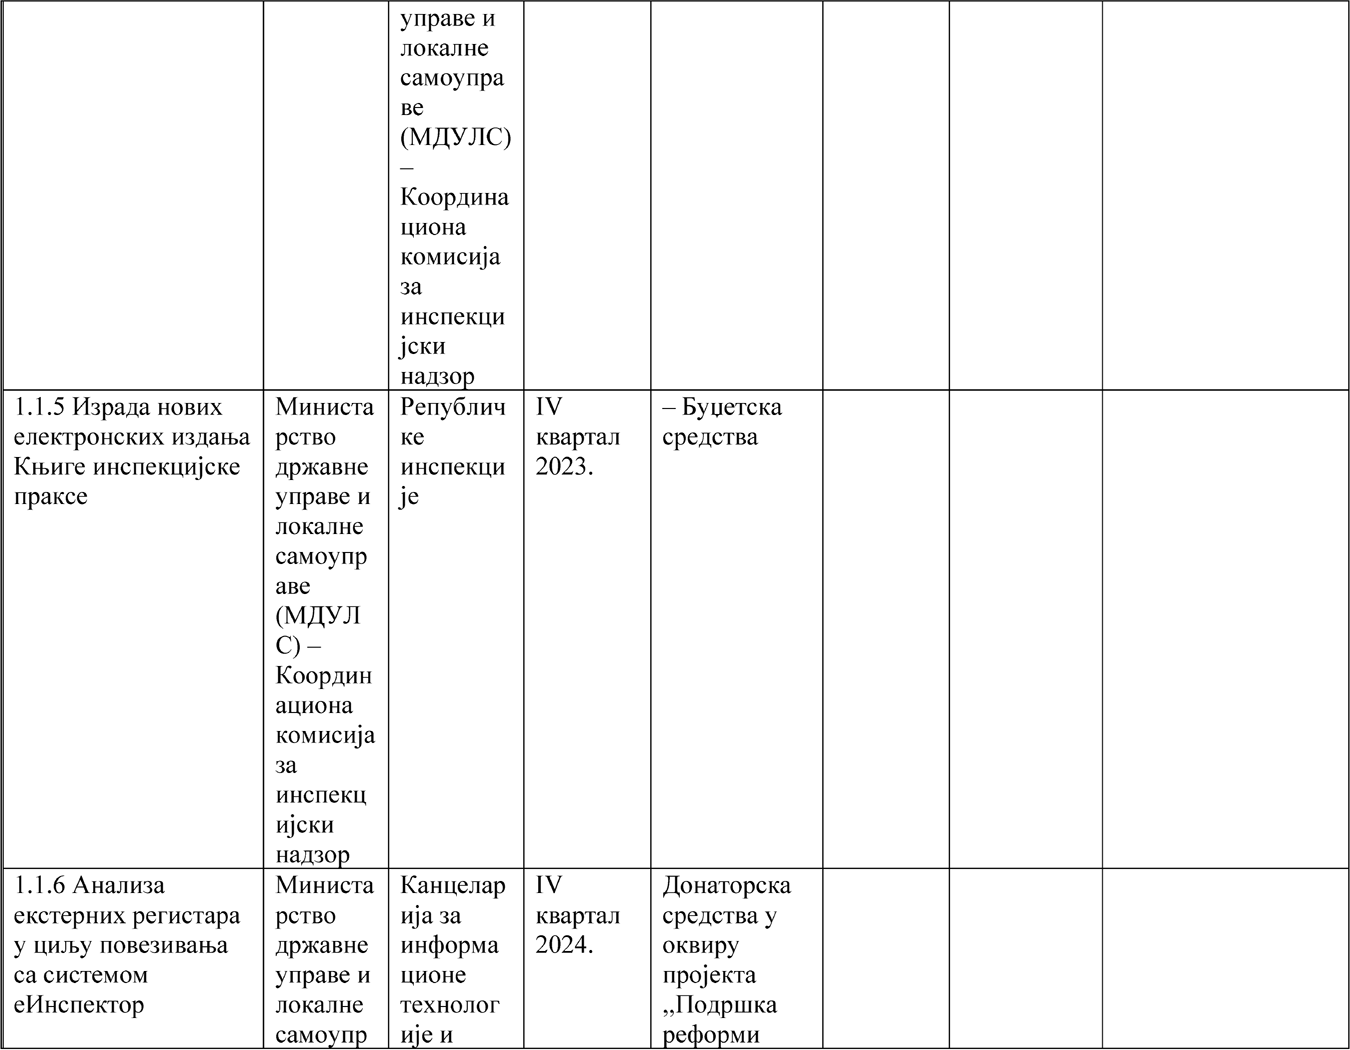 управе и
локалне
самоупра
ве
(МДУЛС)
–
Координа
циона
комисија
за
инспекци
јски
надзор
1.1.5 Израда нових
електронских издања
Књиге инспекцијске
праксе
Министа
рство
државне
управе и
локалне
самоупр
аве
(МДУЛ
С) –
Координ
ациона
комисија
за
инспекц
ијски
надзор
Републич
ке
инспекци
је
IV
квартал
2023.
– Буџетска
средства
1.1.6 Анализа
екстерних регистара
у циљу повезивања
са системом
еИнспектор
Министа
рство
државне
управе и
локалне
самоупр
Канцелар
ија за
информа
ционе
технолог
ије и
IV
квартал
2024.
Донаторска
средства у
оквиру
пројекта
,,Подршка
реформи